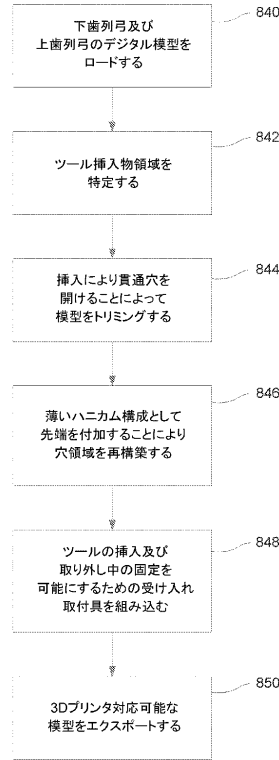 840
下歯列弓及び
上歯列弓のデジタル模型を
ロードする
842
ツール挿入物領域を
特定する
844
挿入により貫通穴を
開けることによって
模型をトリミングする
846
薄いハニカム構成として
先端を付加することにより
穴領域を再構築する
848
ツールの挿入及び
取り外し中の固定を
可能にするための受け入れ
取付具を組み込む
850
3Dプリンタ対応可能な
模型をエクスポートする